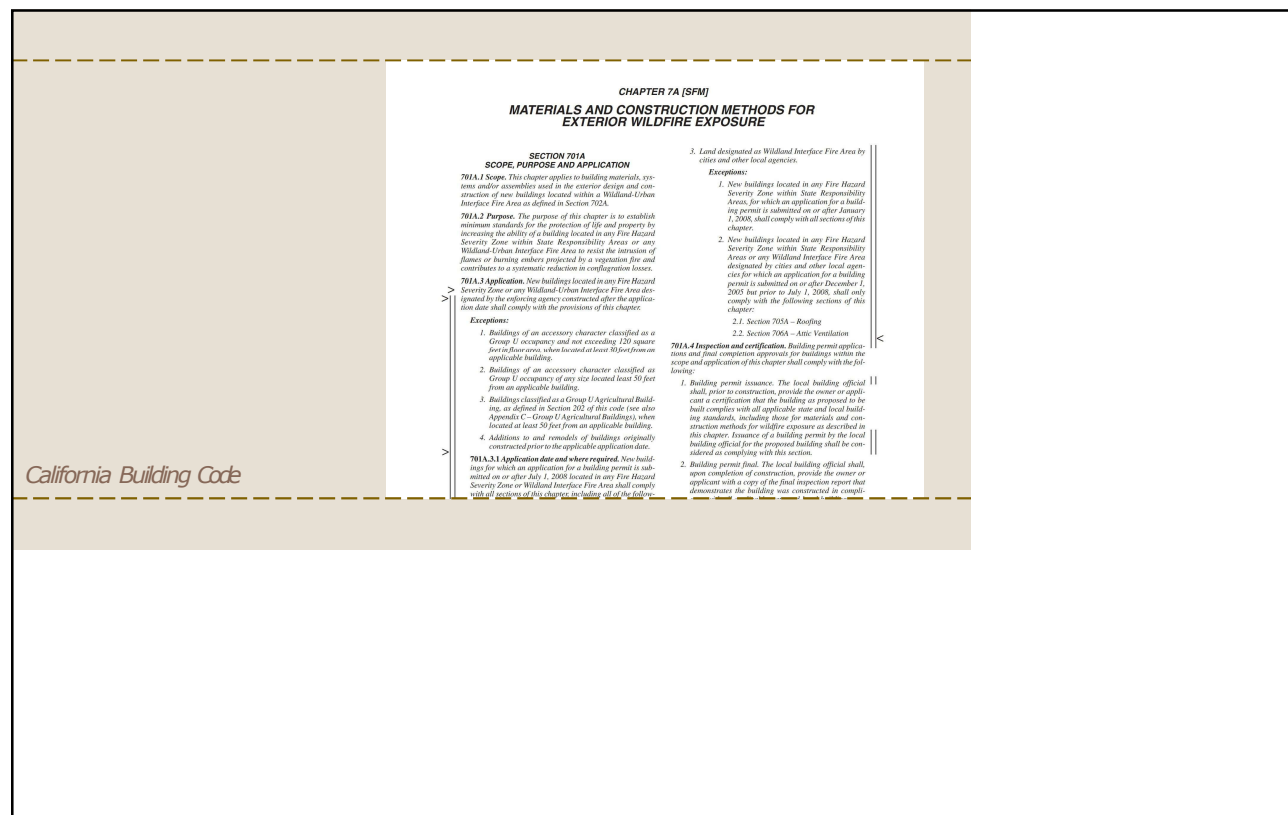 CHAPTER 7A [SFM]
MATERIALS AND CONSTRUCTION METHODS FOR
EXTERIOR WILDFIRE EXPOSURE
SECTION 701A
SCOPE, PURPOSE AND APPLICATION
701A.1 Scope. This chapter applies to building materials, sys-
tems and/or assemblies used in the exterior design and con-
struction of new buildings located within a Wildland-Urban
Interface Fire Area as defined in Section 702A.
701A.2 Purpose. The purpose of this chapter is to establish
minimum standards for the protection of life and property by
increasing the ability of a building located in any Fire Hazard
Severity Zone within State Responsibility Areas or any
Wildland-Urban Interface Fire Area to resist the intrusion of
flames or burning embers projected by a vegetation fire and
contributes to a systematic reduction in conflagration losses.
701A.3 Application. New buildings located in any Fire Hazard
Severity Zone or any Wildland-Urban Interface Fire Area des-
ignated by the enforcing agency constructed after the applica-
tion date shall comply with the provisions of this chapter.
Exceptions:
1. Buildings of an accessory character classified as a
Group U occupancy and not exceeding 120 square
feet in floor area, when located at least 30 feet from an
applicable building.
2. Buildings of an accessory character classified as
Group U occupancy of any size located least 50 feet
from an applicable building.
3. Buildings classified as a Group U Agricultural Build-
ing, as defined in Section 202 of this code (see also
Appendix C – Group U Agricultural Buildings), when
located at least 50 feet from an applicable building.
4. Additions to and remodels of buildings originally
constructed prior to the applicable application date.
701A.3.1 Application date and where required. New build-
ings for which an application for a building permit is sub-
mitted on or after July 1, 2008 located in any Fire Hazard
Severity Zone or Wildland Interface Fire Area shall comply
with all sections of this chapter, including all of the follow-
3. Land designated as Wildland Interface Fire Area by
cities and other local agencies.
Exceptions:
1. New buildings located in any Fire Hazard
Severity Zone within State Responsibility
Areas, for which an application for a build-
ing permit is submitted on or after January
1, 2008, shall comply with all sections of this
chapter.
2. New buildings located in any Fire Hazard
Severity Zone within State Responsibility
Areas or any Wildland Interface Fire Area
designated by cities and other local agen-
cies for which an application for a building
permit is submitted on or after December 1,
2005 but prior to July 1, 2008, shall only
comply with the following sections of this
chapter:
2.1. Section 705A – Roofing
2.2. Section 706A – Attic Ventilation
701A.4 Inspection and certification. Building permit applica-
tions and final completion approvals for buildings within the
scope and application of this chapter shall comply with the fol-
lowing:
1. Building permit issuance. The local building official
shall, prior to construction, provide the owner or appli-
cant a certification that the building as proposed to be
built complies with all applicable state and local build-
ing standards, including those for materials and con-
struction methods for wildfire exposure as described in
this chapter. Issuance of a building permit by the local
building official for the proposed building shall be con-
sidered as complying with this section.
2. Building permit final. The local building official shall,
upon completion of construction, provide the owner or
applicant with a copy of the final inspection report that
demonstrates the building was constructed in compli-
California Building Code